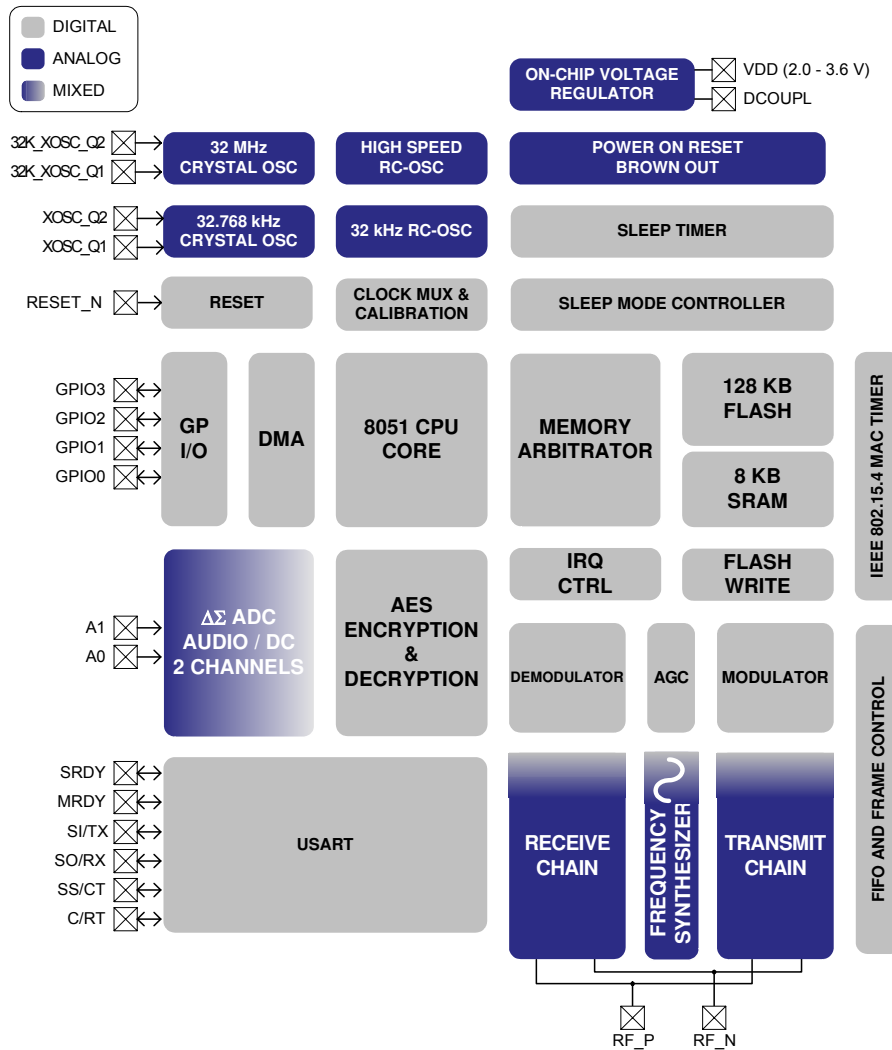 DIGITAL
ANALOG
MIXED
ON-CHIP VOLTAGE
REGULATOR
VDD (2.0 - 3.6 V)
DCOUPL
32K_XOSC_Q2
32K_XOSC_Q1
32 MHz
CRYSTAL OSC
HIGH SPEED
RC-OSC
POWER ON RESET
BROWN OUT
XOSC_Q2
XOSC_Q1
32.768 kHz
CRYSTAL OSC
32 kHz RC-OSC
SLEEP TIMER
RESET_N
RESET
CLOCK MUX &
CALIBRATION
SLEEP MODE CONTROLLER
GPIO3
GPIO2
GPIO1
GPIO0
GP
I/O
DMA
8051 CPU
CORE
MEMORY
ARBITRATOR
128 KB
FLASH
8 KB
SRAM
IEEE 802.15.4 MAC TIMER
IRQ
CTRL
FLASH
WRITE
A1
A0
ΔΣ ADC
AUDIO / DC
2 CHANNELS
AES
ENCRYPTION
&
DECRYPTION
DEMODULATOR
AGC
MODULATOR
FIFO AND FRAME CONTROL
SRDY
MRDY
SI/TX
SO/RX
SS/CT
C/RT
USART
RECEIVE
CHAIN
FREQUENCY
SYNTHESIZER
TRANSMIT
CHAIN
RF_P
RF_N